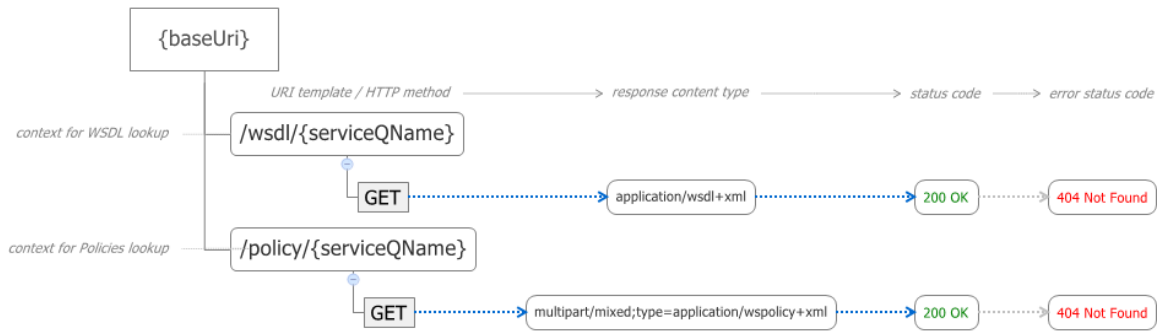 {baseUri}
URI template / HTTP method response content type status code error status code
context for WSDL lookup /wsdl/{serviceQName}
GET application/wsdl+xml 200 OK 404 Not Found
context for Policies lookup /policy/{serviceQName}
GET multipart/mixed;type=application/wspolicy+xml 200 OK 404 Not Found